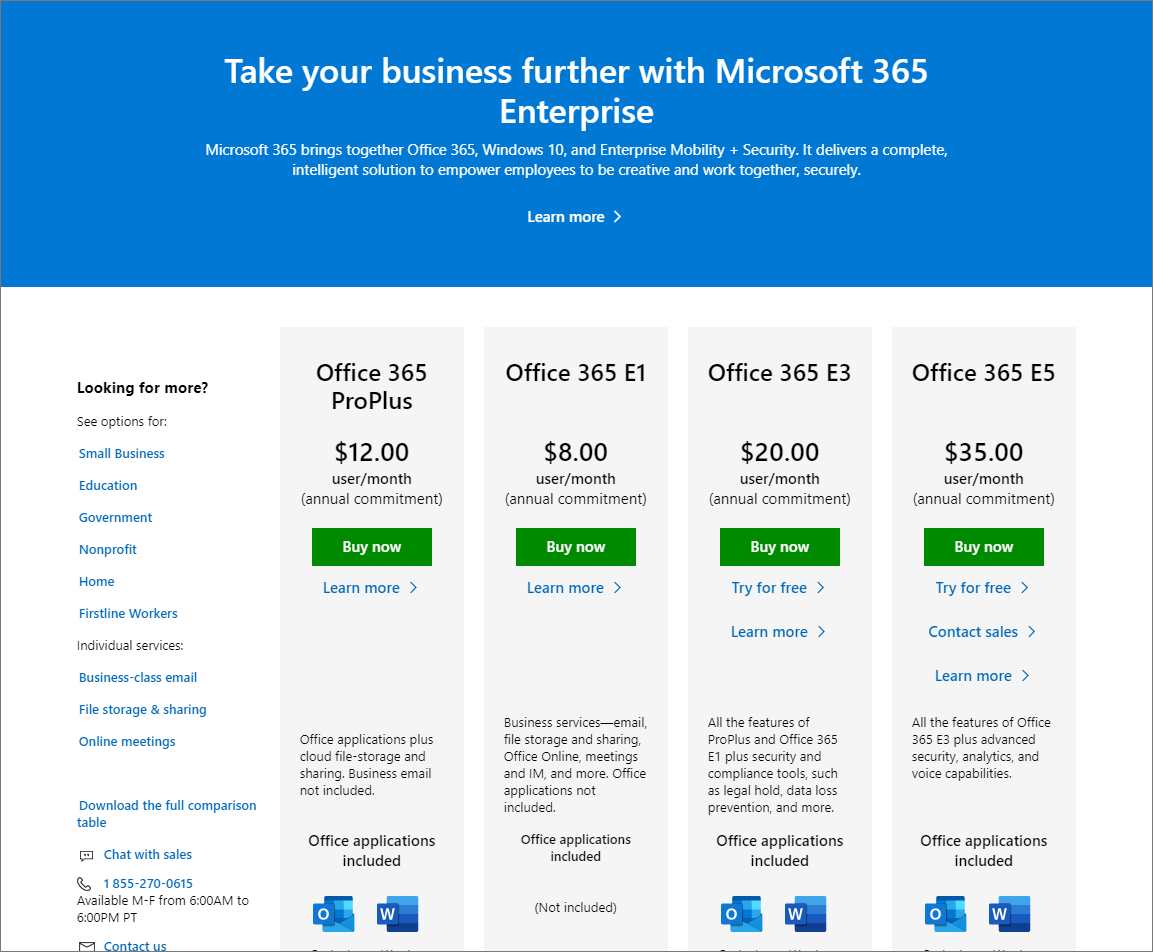 Take your business further with Microsoft 365
Enterprise
Microsoft 365 brings together Office 365, Windows 10, and Enterprise Mobility + Security. It delivers a complete,
intelligent solution to empower employees to be creative and work together, securely.
Learn more
Looking for more?
See options for:
Small Business
Education
Government
Nonprofit
Home
Firstline Workers
Individual services:
Business-class email
File storage & sharing
Online meetings
Download the full comparison
table
Chat with sales
1 855-270-0615
Available M-F from 6:00AM to
6:00PM PT
Contact us
Office 365
ProPlus
$12.00
user/month
(annual commitment)
Buy now
Learn more
Office applications plus
cloud file-storage and
sharing. Business email
not included.
Office applications
included
O
W
Office 365 E1
$8.00
user/month
(annual commitment)
Buy now
Learn more
Business services—email,
file storage and sharing,
Office Online, meetings
and IM, and more. Office
applications not
included.
Office applications
included
(Not included)
Office 365 E3
$20.00
user/month
(annual commitment)
Buy now
Try for free
Learn more
All the features of
ProPlus and Office 365
E1 plus security and
compliance tools, such
as legal hold, data loss
prevention, and more.
Office applications
included
O
W
Office 365 E5
$35.00
user/month
(annual commitment)
Buy now
Try for free
Contact sales
Learn more
All the features of Office
365 E3 plus advanced
security, analytics, and
voice capabilities.
Office applications
included
O
W